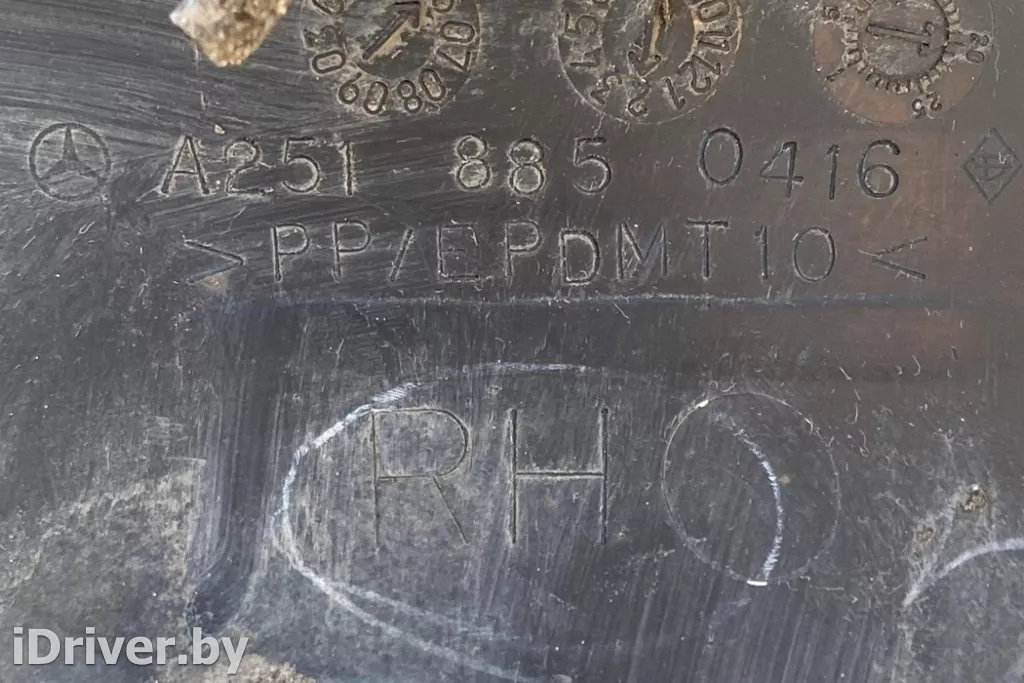 A251 885 0416
>PP/EPDMT10<
RH
iDriver.by